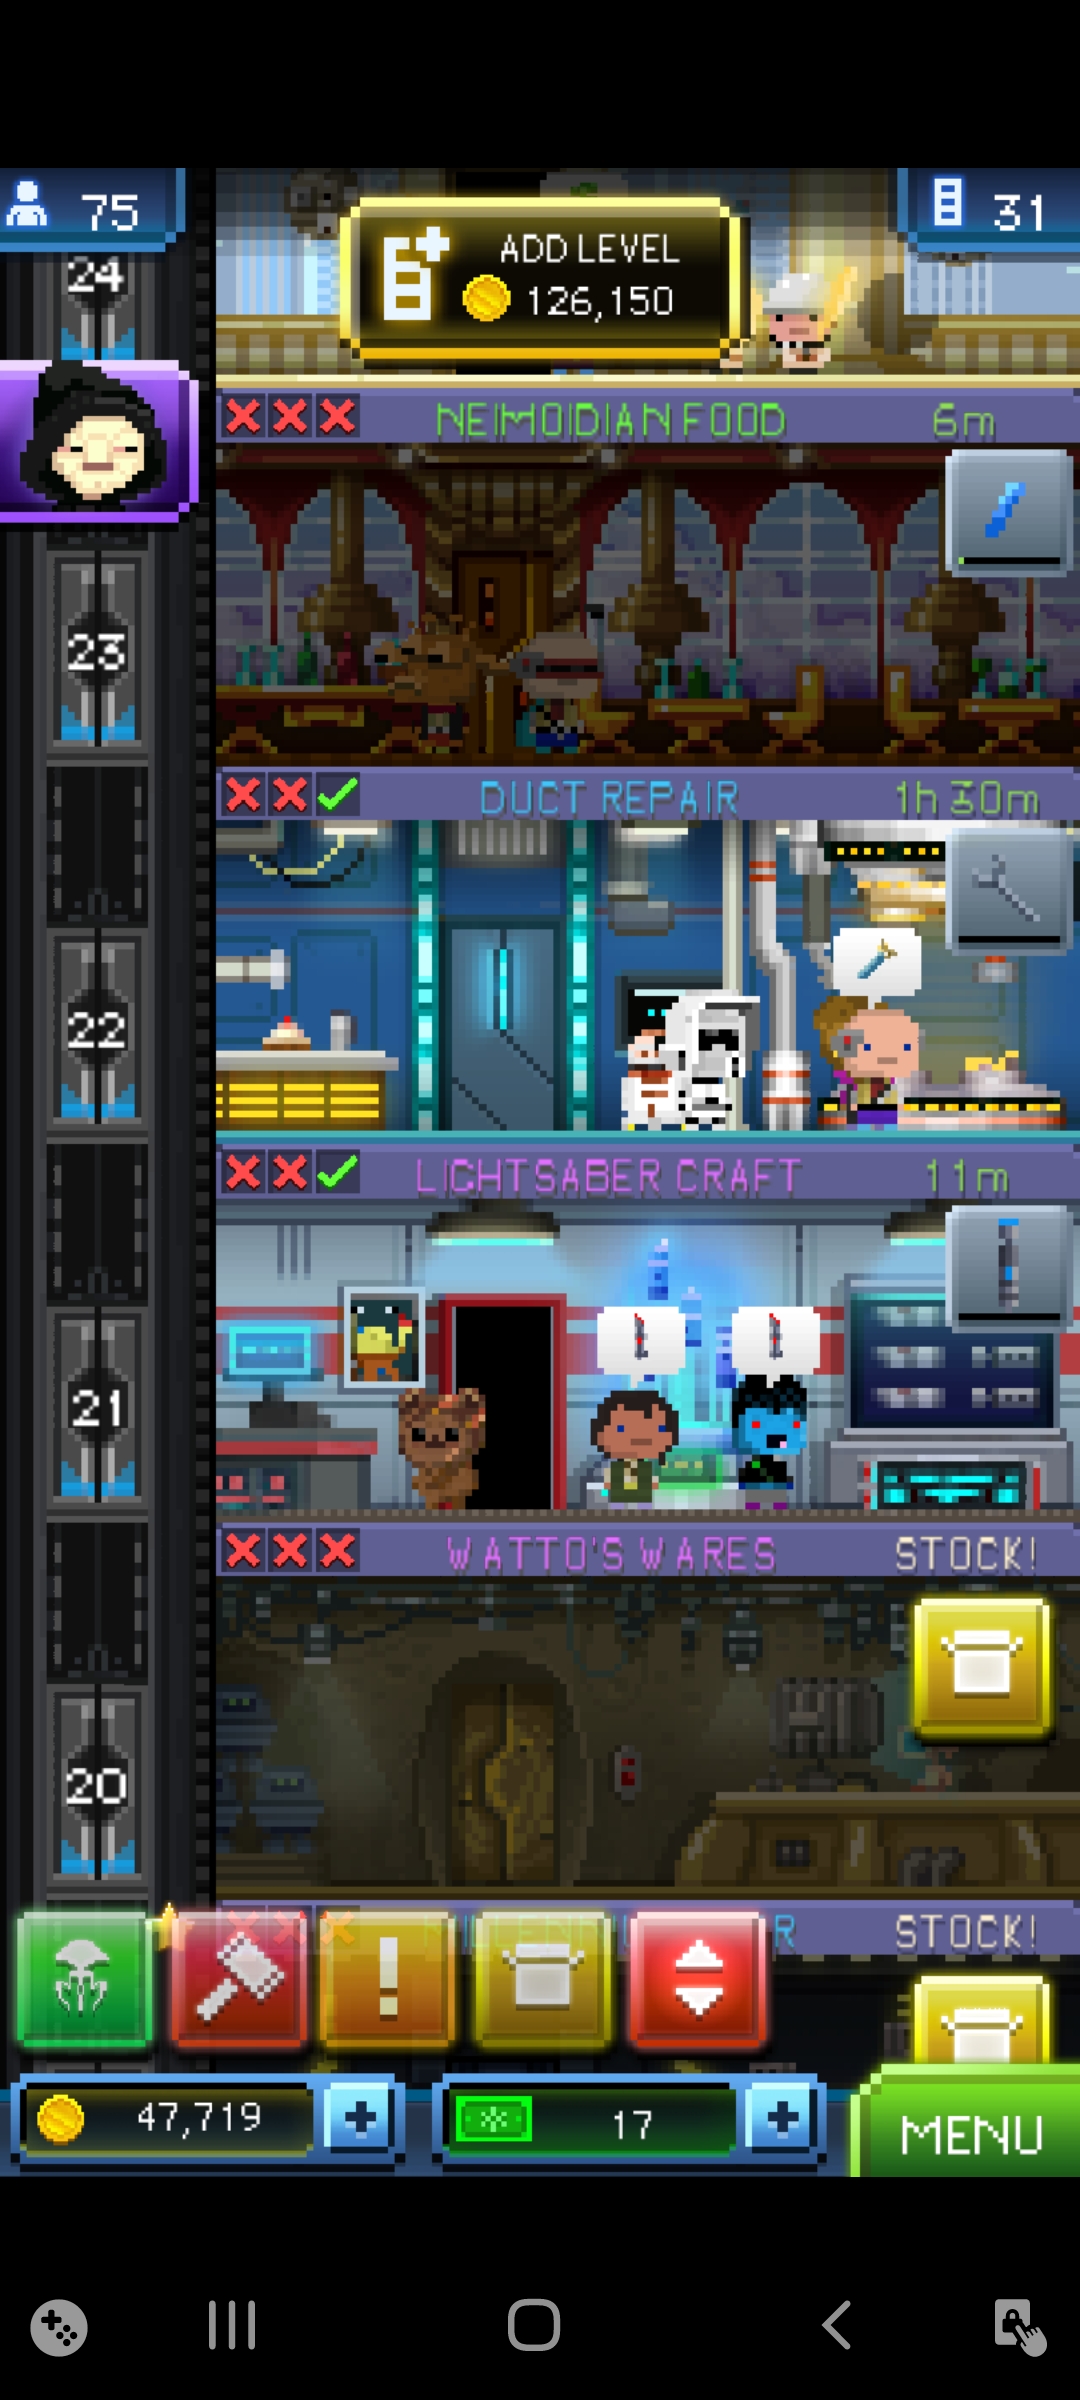 75
31
ADD LEVEL
126,150
24
NEIMOIDIAN FOOD
6m
23
DUCT REPAIR
1h 30m
22
LIGHTSABER CRAFT
11m
21
WATTO'S WARES
STOCK!
20
STOCK!
47,719
17
MENU